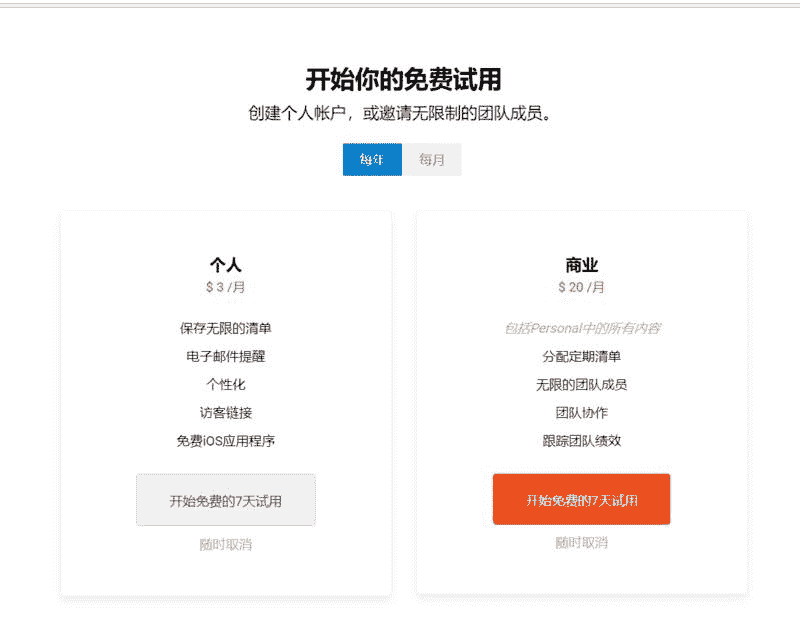 开始你的免费试用
创建个人帐户，或邀请无限制的团队成员。
每年 每月
个人
$ 3 /月
保存无限的清单
电子邮件提醒
个性化
访客链接
免费iOS应用程序
开始免费的7天试用
随时取消
商业
$ 20 /月
包括Personal中的所有内容
分配定期清单
无限的团队成员
团队协作
跟踪团队绩效
开始免费的7天试用
随时取消